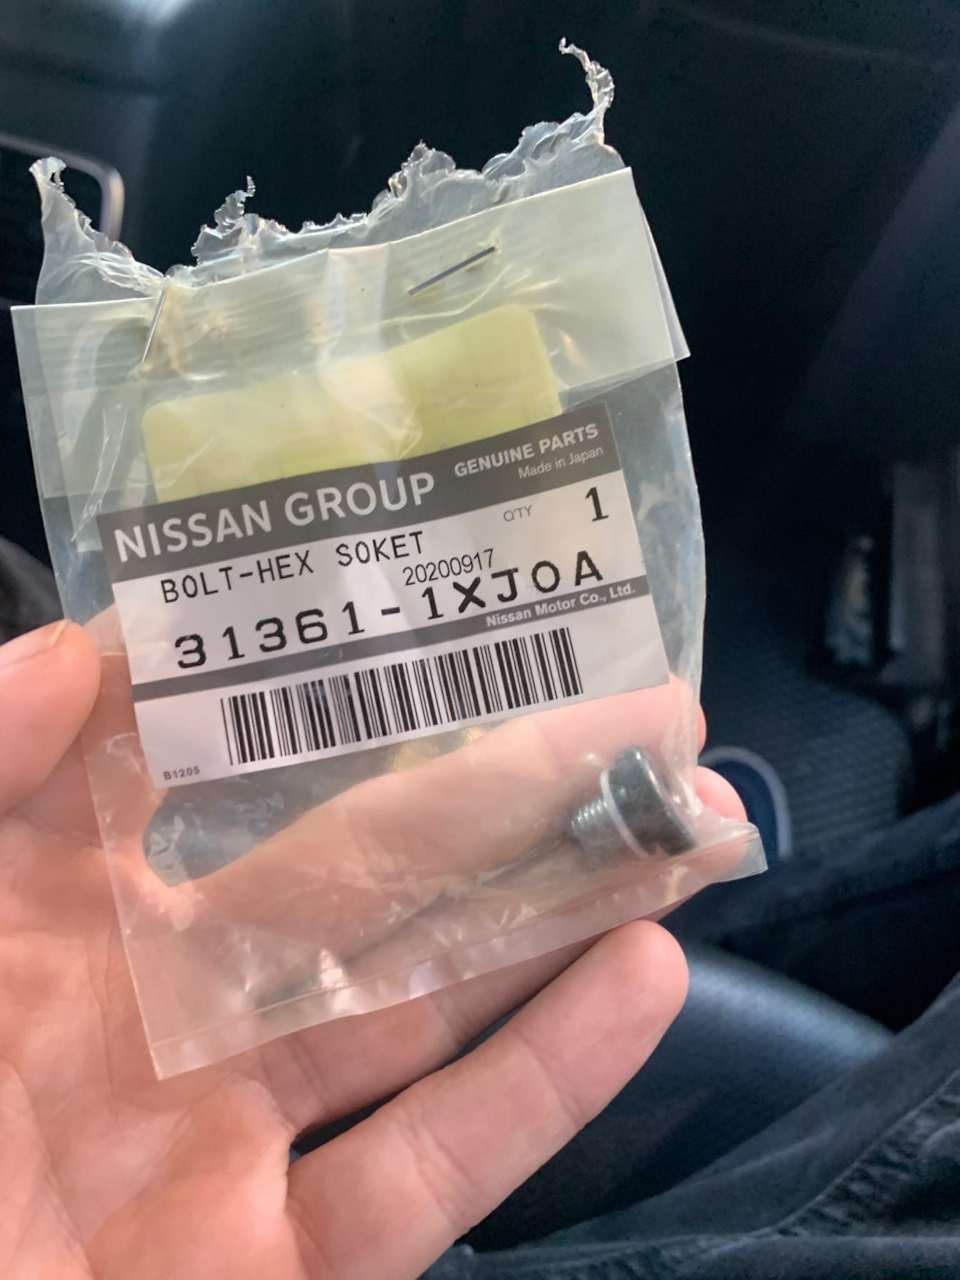 NISSAN GROUP
GENUINE PARTS
Made in Japan
BOLT-HEX SOKET
Q'TY 1
20200917
31361-1XJ0A
Nissan Motor Co., Ltd.
B1205